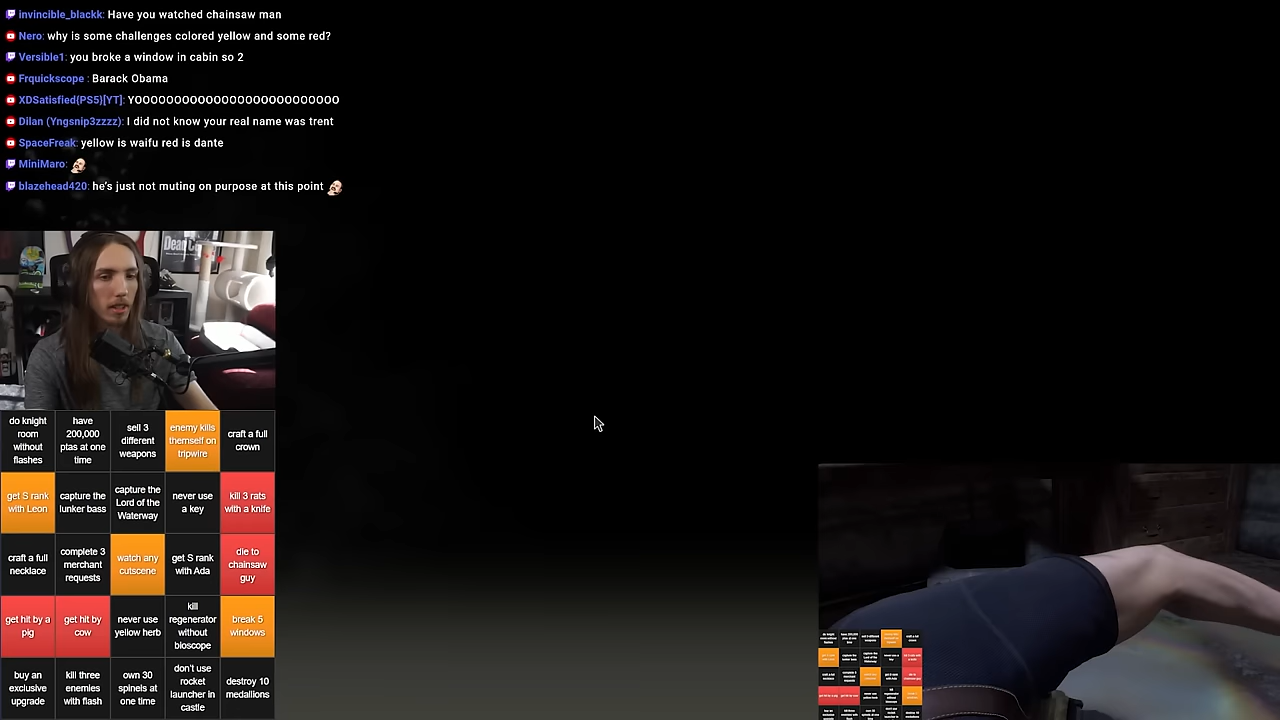 invincible_blackk: Have you watched chainsaw man
Nero: why is some challenges colored yellow and some red?
Versible1: you broke a window in cabin so 2
Frquickscope : Barack Obama
XDSatisfied(PS5)[YT]: YOOOOOOOOOOOOOOOOOOOOOOOOOO
Dilan (Yngsnip3zzzz): I did not know your real name was trent
SpaceFreak: yellow is waifu red is dante
MiniMaro:
blazehead420: he's just not muting on purpose at this point
do knight
room
without
flashes
have
200,000
ptas at one
time
sell 3
different
weapons
enemy kills
themself on
tripwire
craft a full
crown
get S rank
with Leon
capture the
lunker bass
capture the
Lord of the
Waterway
never use
a key
kill 3 rats
with a knife
craft a full
necklace
complete 3
merchant
requests
watch any
cutscene
get S rank
with Ada
die to
chainsaw
guy
get hit by a
pig
get hit by
cow
never use
yellow herb
kill
regenerator
without
bioscope
break 5
windows
buy an
exclusive
upgrade
kill three
enemies
with flash
own 30
spinels at
one time
don't use
rocket
launcher in
castle
destroy 10
medallions